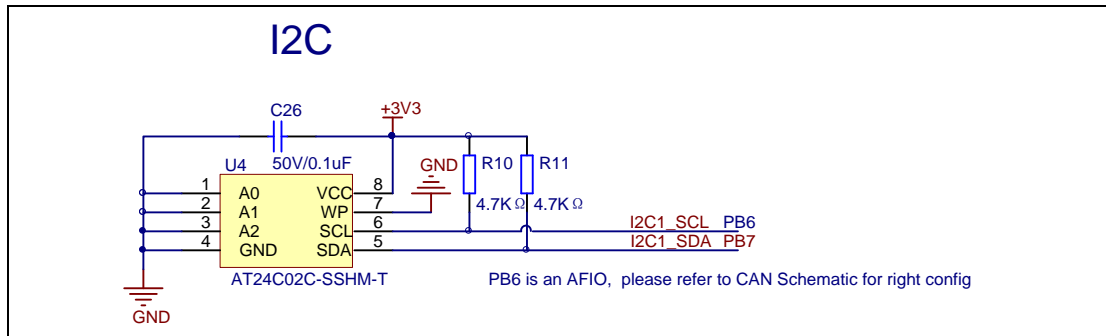 I2C
C26
+3V3
U4
50V/0.1uF
GND
R10
R11
1 A0 VCC 8
2 A1 WP 7
3 A2 SCL 6
4 GND SDA 5
4.7KΩ 4.7KΩ
I2C1_SCL PB6
I2C1_SDA PB7
AT24C02C-SSHM-T
PB6 is an AFIO, please refer to CAN Schematic for right config
GND